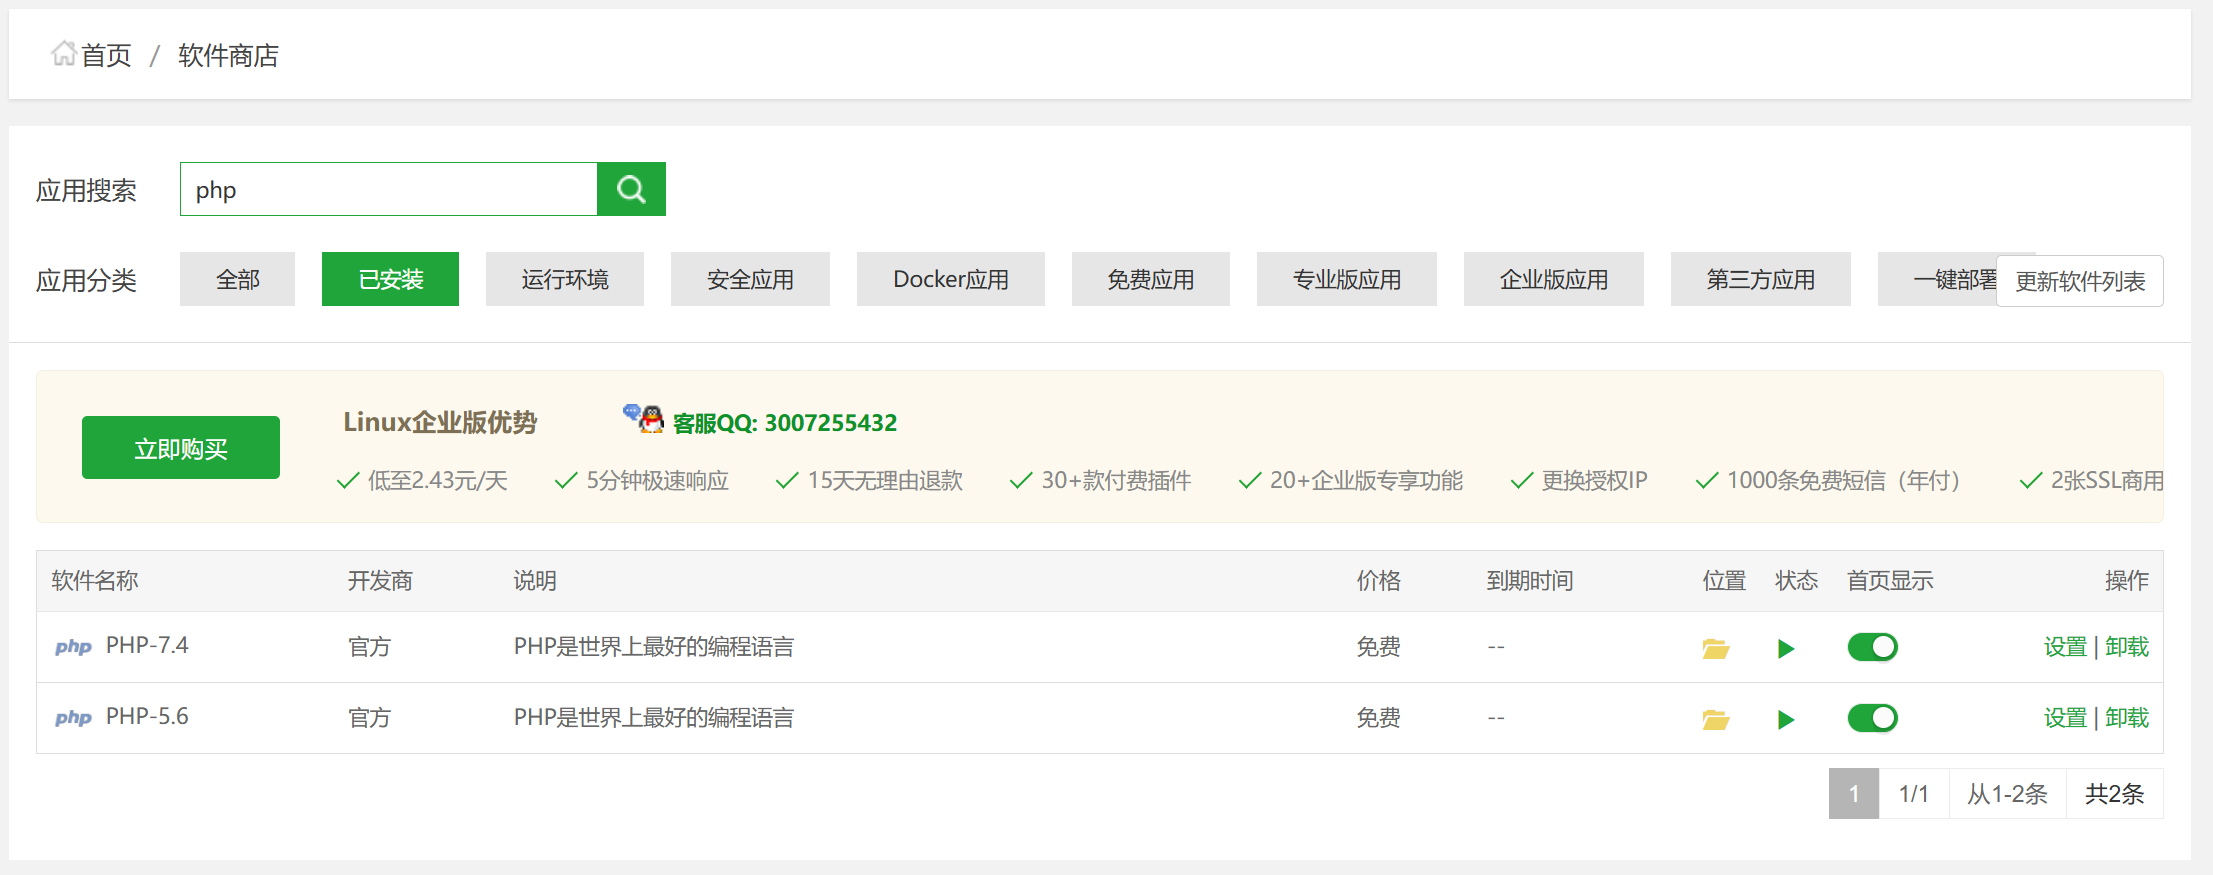 首页 / 软件商店
应用搜索 php
应用分类 全部 已安装 运行环境 安全应用 Docker应用 免费应用 专业版应用 企业版应用 第三方应用 一键部署 更新软件列表
立即购买
Linux企业版优势 客服QQ: 3007255432
低至2.43元/天 5分钟极速响应 15天无理由退款 30+款付费插件 20+企业版专享功能 更换授权IP 1000条免费短信（年付） 2张SSL商用
软件名称 开发商 说明 价格 到期时间 位置 状态 首页显示 操作
php PHP-7.4 官方 PHP是世界上最好的编程语言 免费 -- 设置 | 卸载
php PHP-5.6 官方 PHP是世界上最好的编程语言 免费 -- 设置 | 卸载
1 1/1 从1-2条 共2条